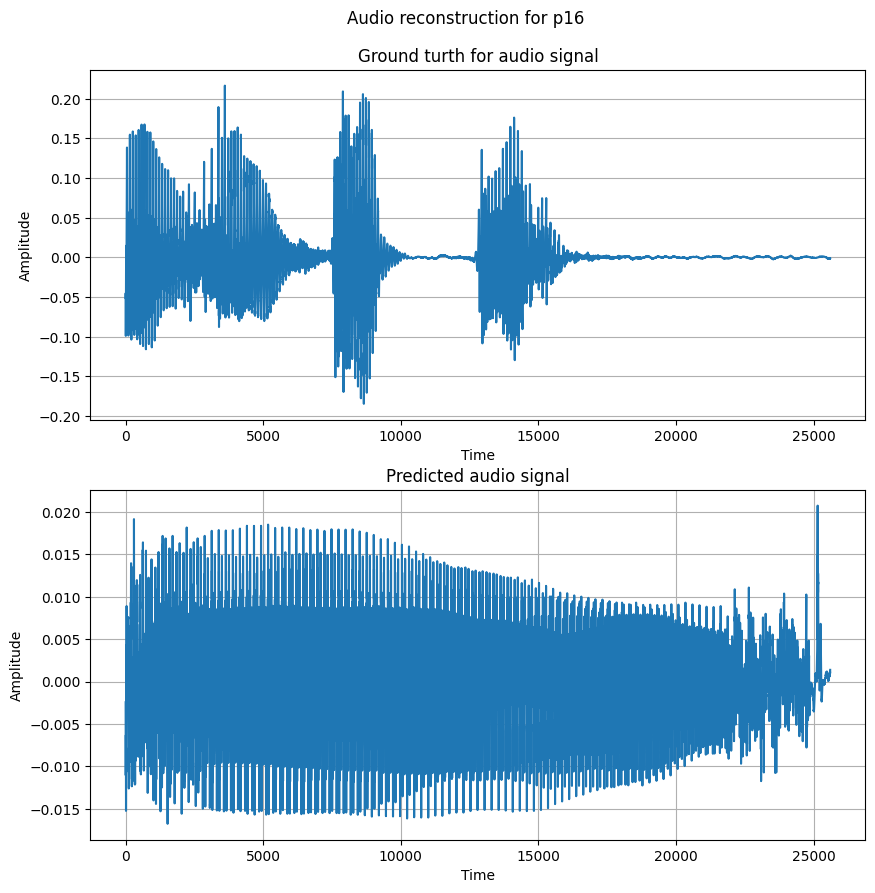 Audio reconstruction for p16
Ground turth for audio signal
0.20
0.15
0.10
0.05
0.00
−0.05
−0.10
−0.15
−0.20
Amplitude
0 5000 10000 15000 20000 25000
Time
Predicted audio signal
0.020
0.015
0.010
0.005
0.000
−0.005
−0.010
−0.015
Amplitude
0 5000 10000 15000 20000 25000
Time